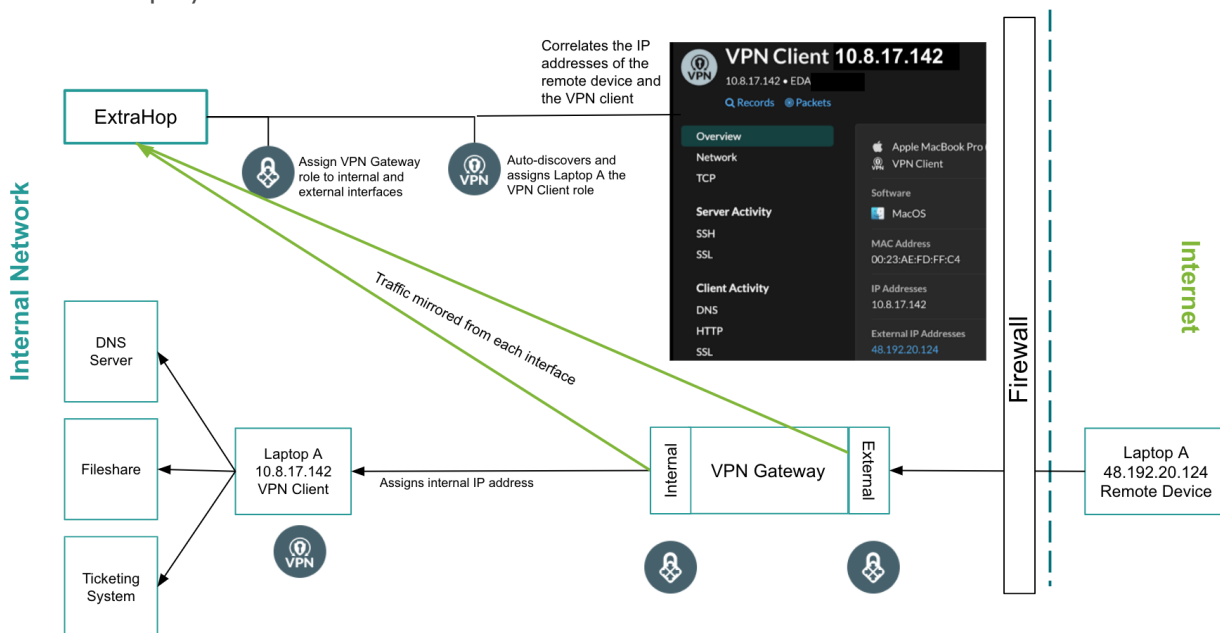 Correlates the IP
addresses of the
remote device and
the VPN client
ExtraHop
Assign VPN Gateway
role to internal and
external interfaces
VPN
Auto-discovers and
assigns Laptop A the
VPN Client role
VPN
VPN Client 10.8.17.142
10.8.17.142 • EDA
Records Packets
Overview
Network
TCP
Server Activity
SSH
SSL
Client Activity
DNS
HTTP
SSL
Apple MacBook Pro
VPN
VPN Client
Software
MacOS
MAC Address
00:23:AE:FD:FF:C4
IP Addresses
10.8.17.142
External IP Addresses
48.192.20.124
Internal Network
Internet
Firewall
Traffic mirrored from each interface
DNS
Server
Fileshare
Ticketing
System
Laptop A
10.8.17.142
VPN Client
VPN
Assigns internal IP address
Internal
VPN Gateway
External
Laptop A
48.192.20.124
Remote Device